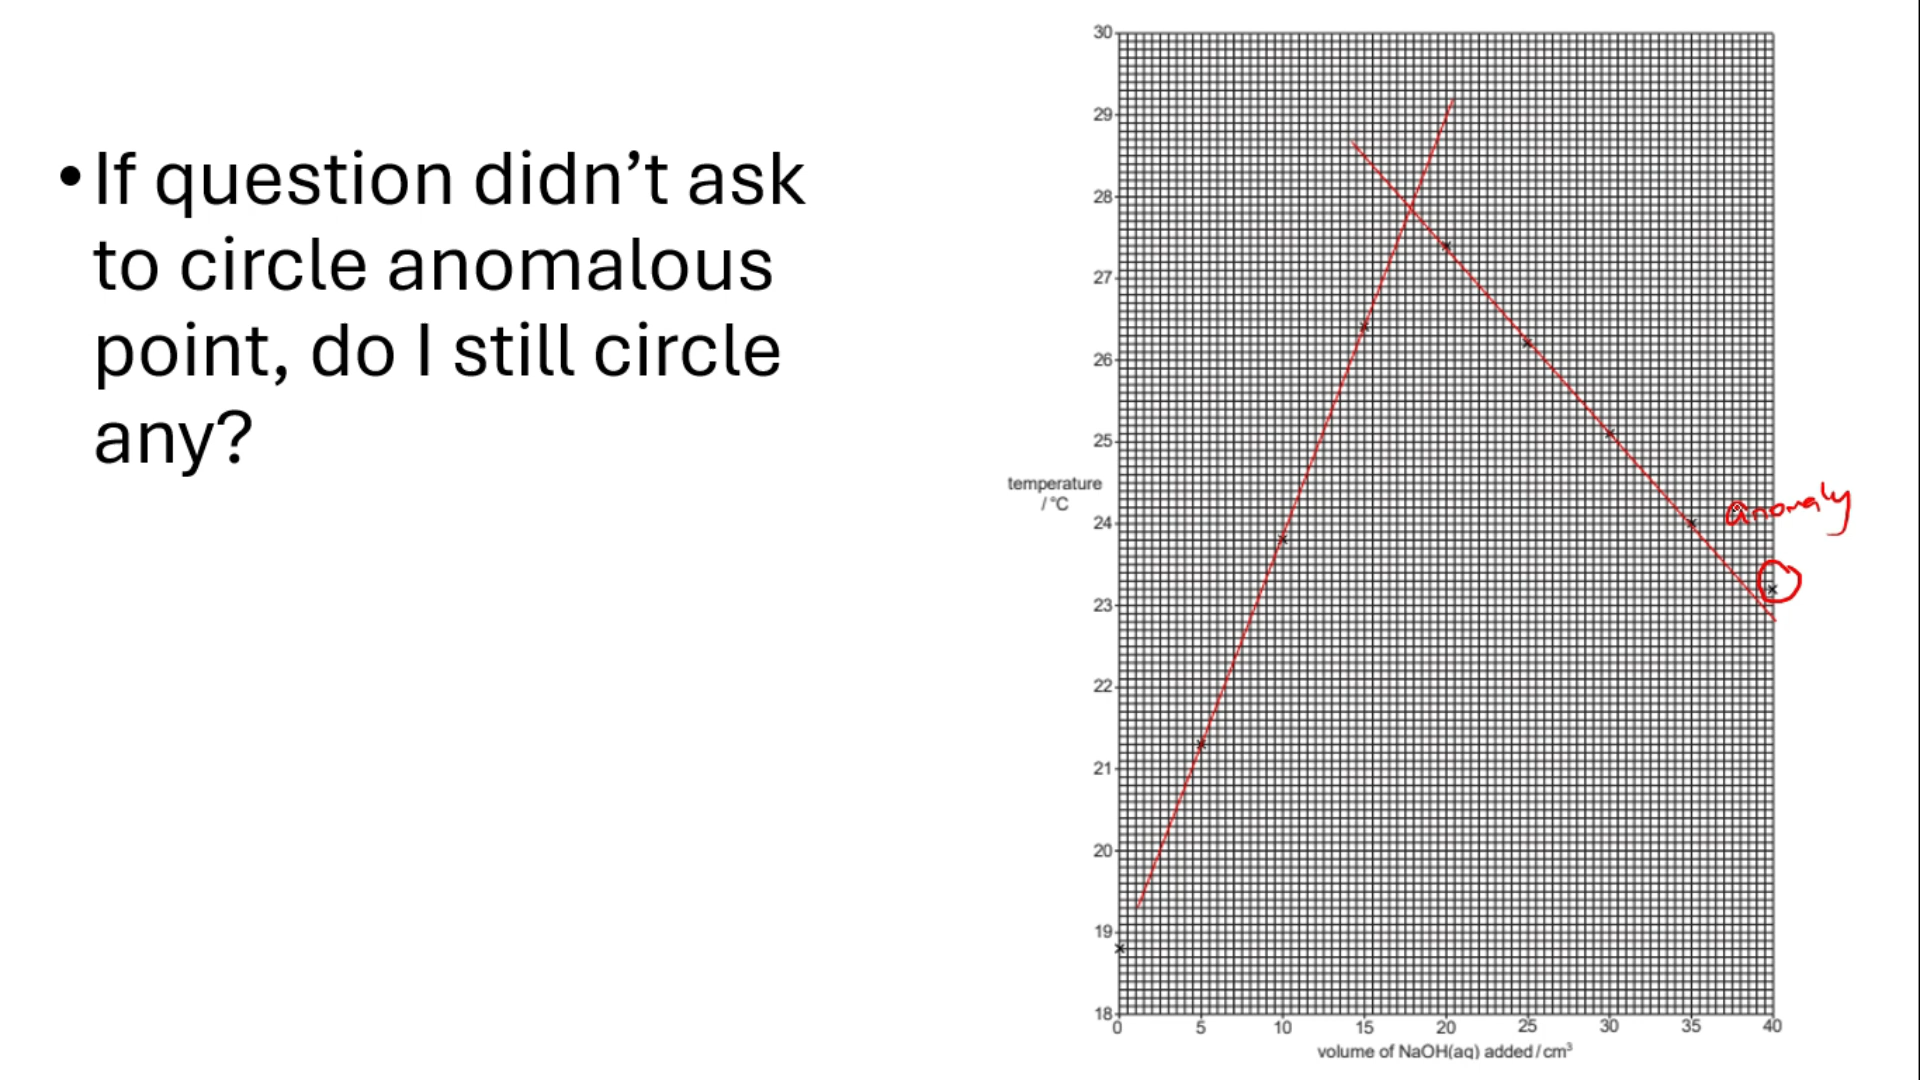 •If question didn’t ask
to circle anomalous
point, do I still circle
any?
30
29
28
27
26
25
temperature
/ °C
24
anomaly
23
22
21
20
19
18
0 5 10 15 20 25 30 35 40
volume of NaOH(aq) added / cm³